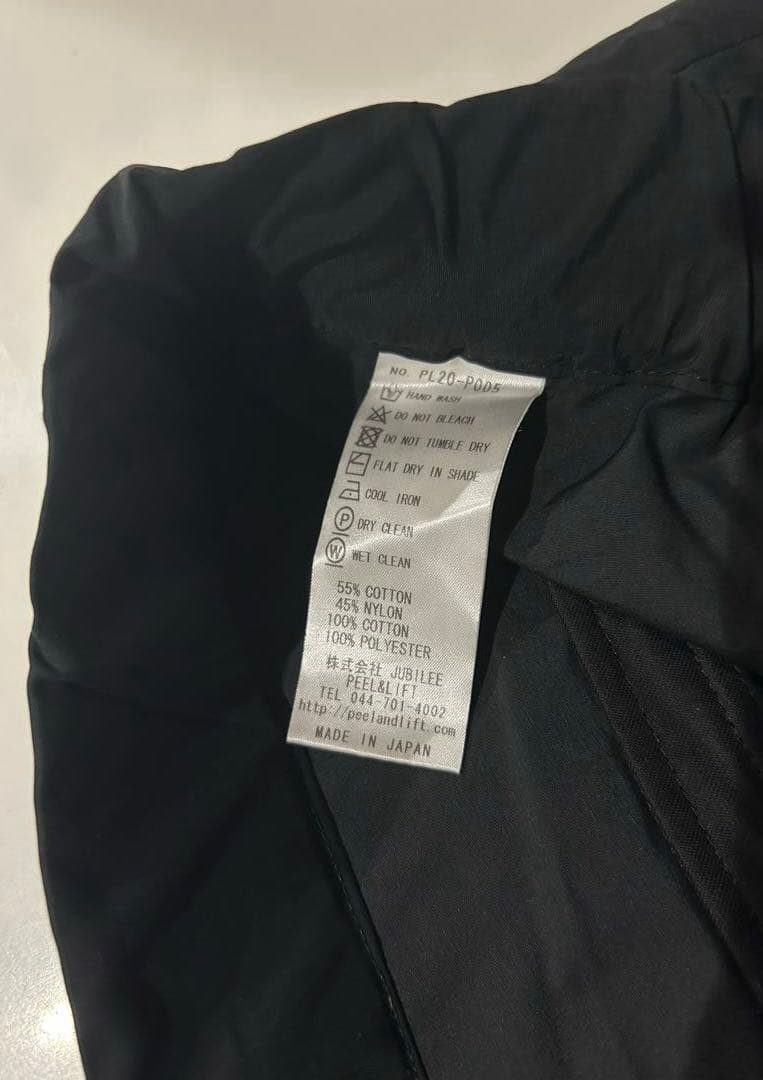 NO. PL20-P005
HAND WASH
DO NOT BLEACH
DO NOT TUMBLE DRY
FLAT DRY IN SHADE
COOL IRON
P DRY CLEAN
W WET CLEAN
55% COTTON
45% NYLON
100% COTTON
100% POLYESTER
株式会社 JUBILEE
PEEL&LIFT
TEL 044-701-4002
http://peelandlift.com
MADE IN JAPAN